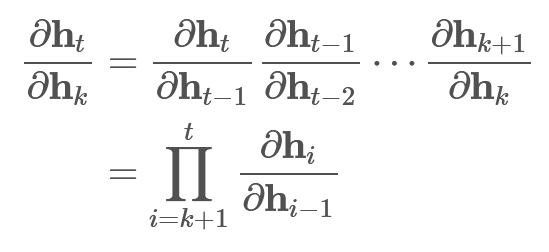 ∂h_t/∂h_k = ∂h_t/∂h_{t−1} ∂h_{t−1}/∂h_{t−2} ⋯ ∂h_{k+1}/∂h_k
= ∏_{i=k+1}^{t} ∂h_i/∂h_{i−1}